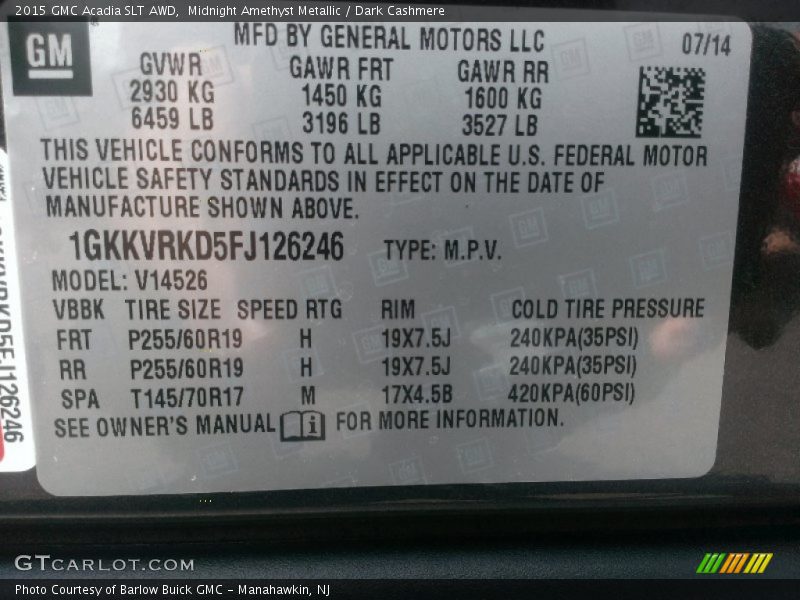 2015 GMC Acadia SLT AWD,  Midnight Amethyst Metallic / Dark Cashmere
GM
MFD BY GENERAL MOTORS LLC
07/14
GVWR GAWR FRT GAWR RR
2930 KG 1450 KG 1600 KG
6459 LB 3196 LB 3527 LB
THIS VEHICLE CONFORMS TO ALL APPLICABLE U.S. FEDERAL MOTOR
VEHICLE SAFETY STANDARDS IN EFFECT ON THE DATE OF
MANUFACTURE SHOWN ABOVE.
1GKKVRKD5FJ126246 TYPE: M.P.V.
MODEL: V14526
VBBK TIRE SIZE SPEED RTG RIM COLD TIRE PRESSURE
FRT P255/60R19 H 19X7.5J 240KPA(35PSI)
RR P255/60R19 H 19X7.5J 240KPA(35PSI)
SPA T145/70R17 M 17X4.5B 420KPA(60PSI)
SEE OWNER'S MANUAL i FOR MORE INFORMATION.
GTCARLOT.COM
Photo Courtesy of Barlow Buick GMC - Manahawkin, NJ